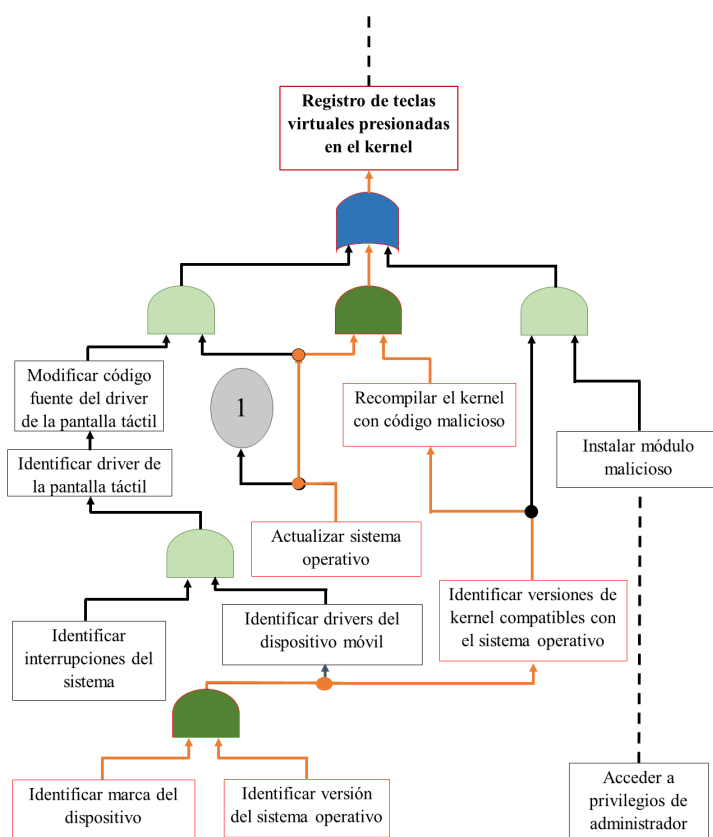 Registro de teclas
virtuales presionadas
en el kernel
Modificar código
fuente del driver
de la pantalla táctil
1
Recompilar el kernel
con código malicioso
Instalar módulo
malicioso
Identificar driver de
la pantalla táctil
Actualizar sistema
operativo
Identificar
interrupciones del
sistema
Identificar drivers del
dispositivo móvil
Identificar versiones de
kernel compatibles con
el sistema operativo
Identificar marca del
dispositivo
Identificar versión
del sistema operativo
Acceder a
privilegios de
administrador